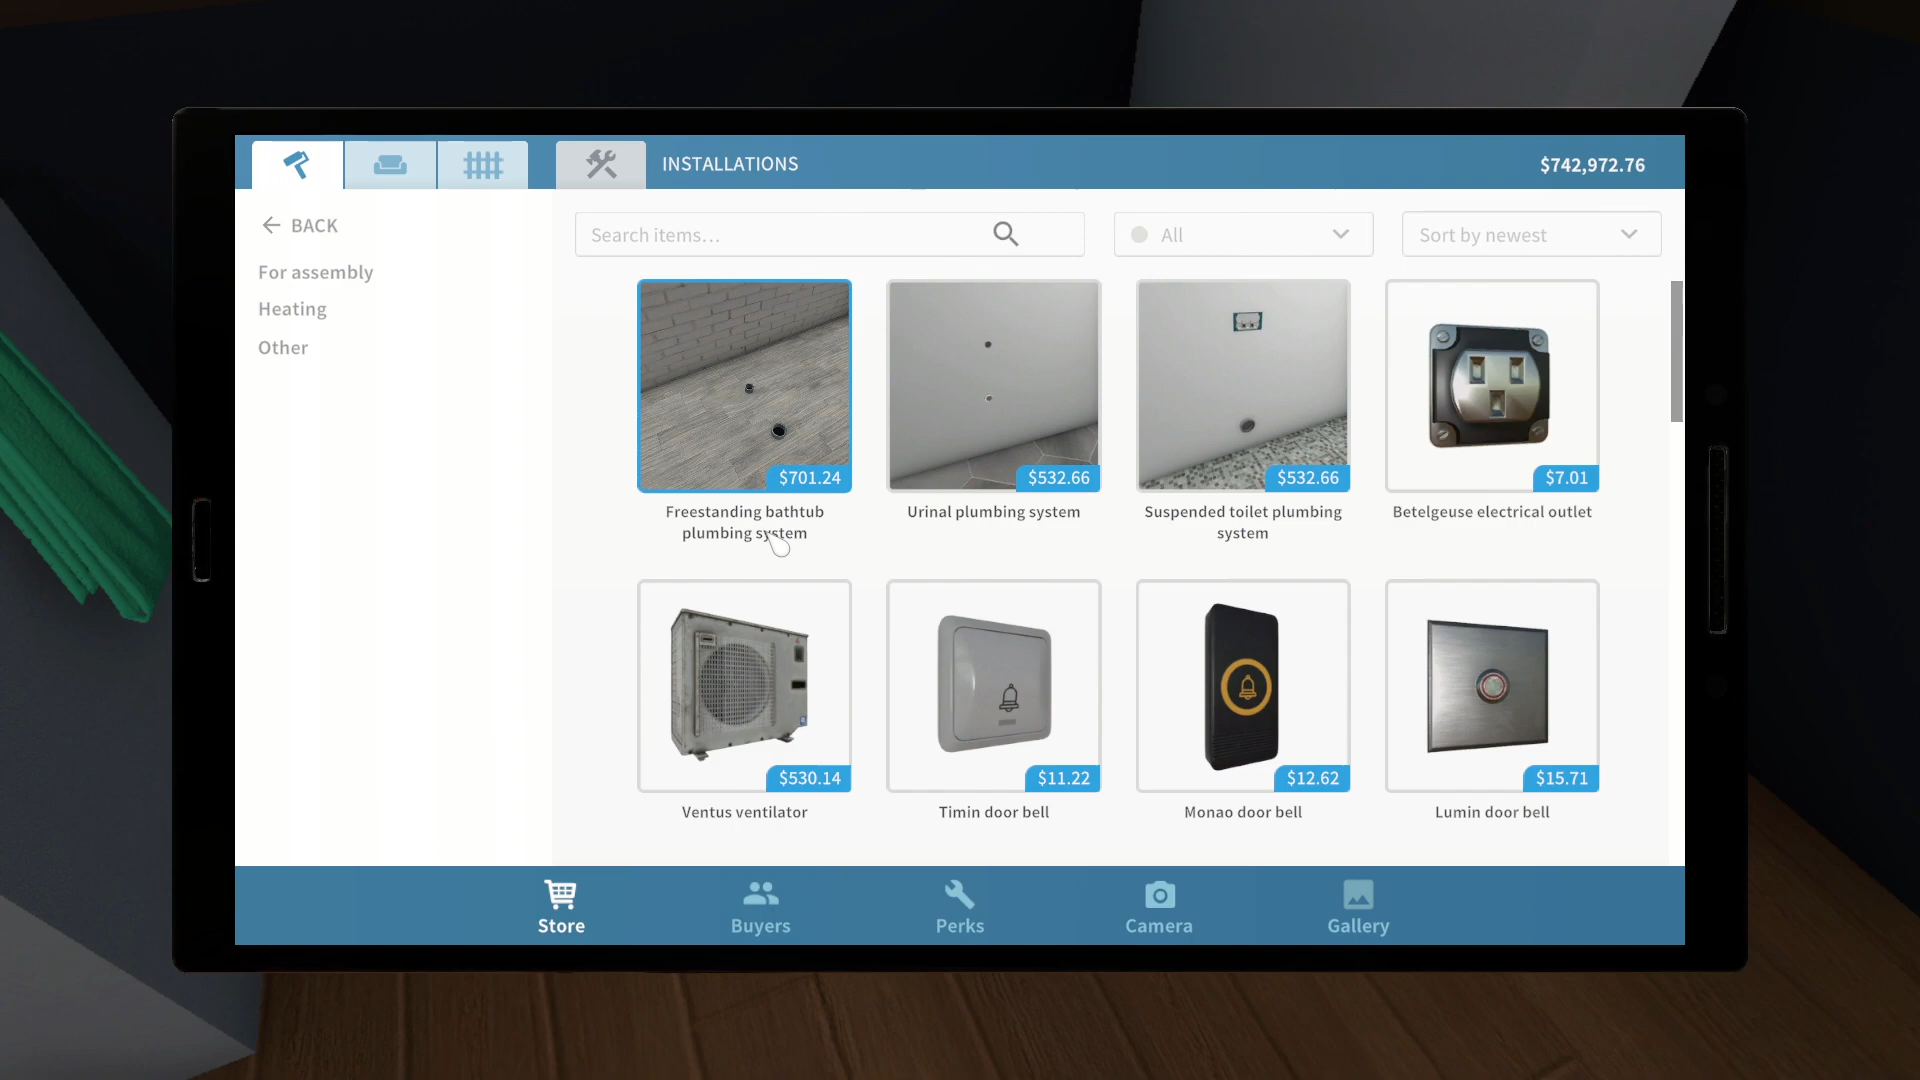 INSTALLATIONS
$742,972.76
BACK
For assembly
Heating
Other
Search items...
All
Sort by newest
$701.24
$532.66
$532.66
$7.01
Freestanding bathtub
plumbing system
Urinal plumbing system
Suspended toilet plumbing
system
Betelgeuse electrical outlet
$530.14
$11.22
$12.62
$15.71
Ventus ventilator
Timin door bell
Monao door bell
Lumin door bell
Store
Buyers
Perks
Camera
Gallery